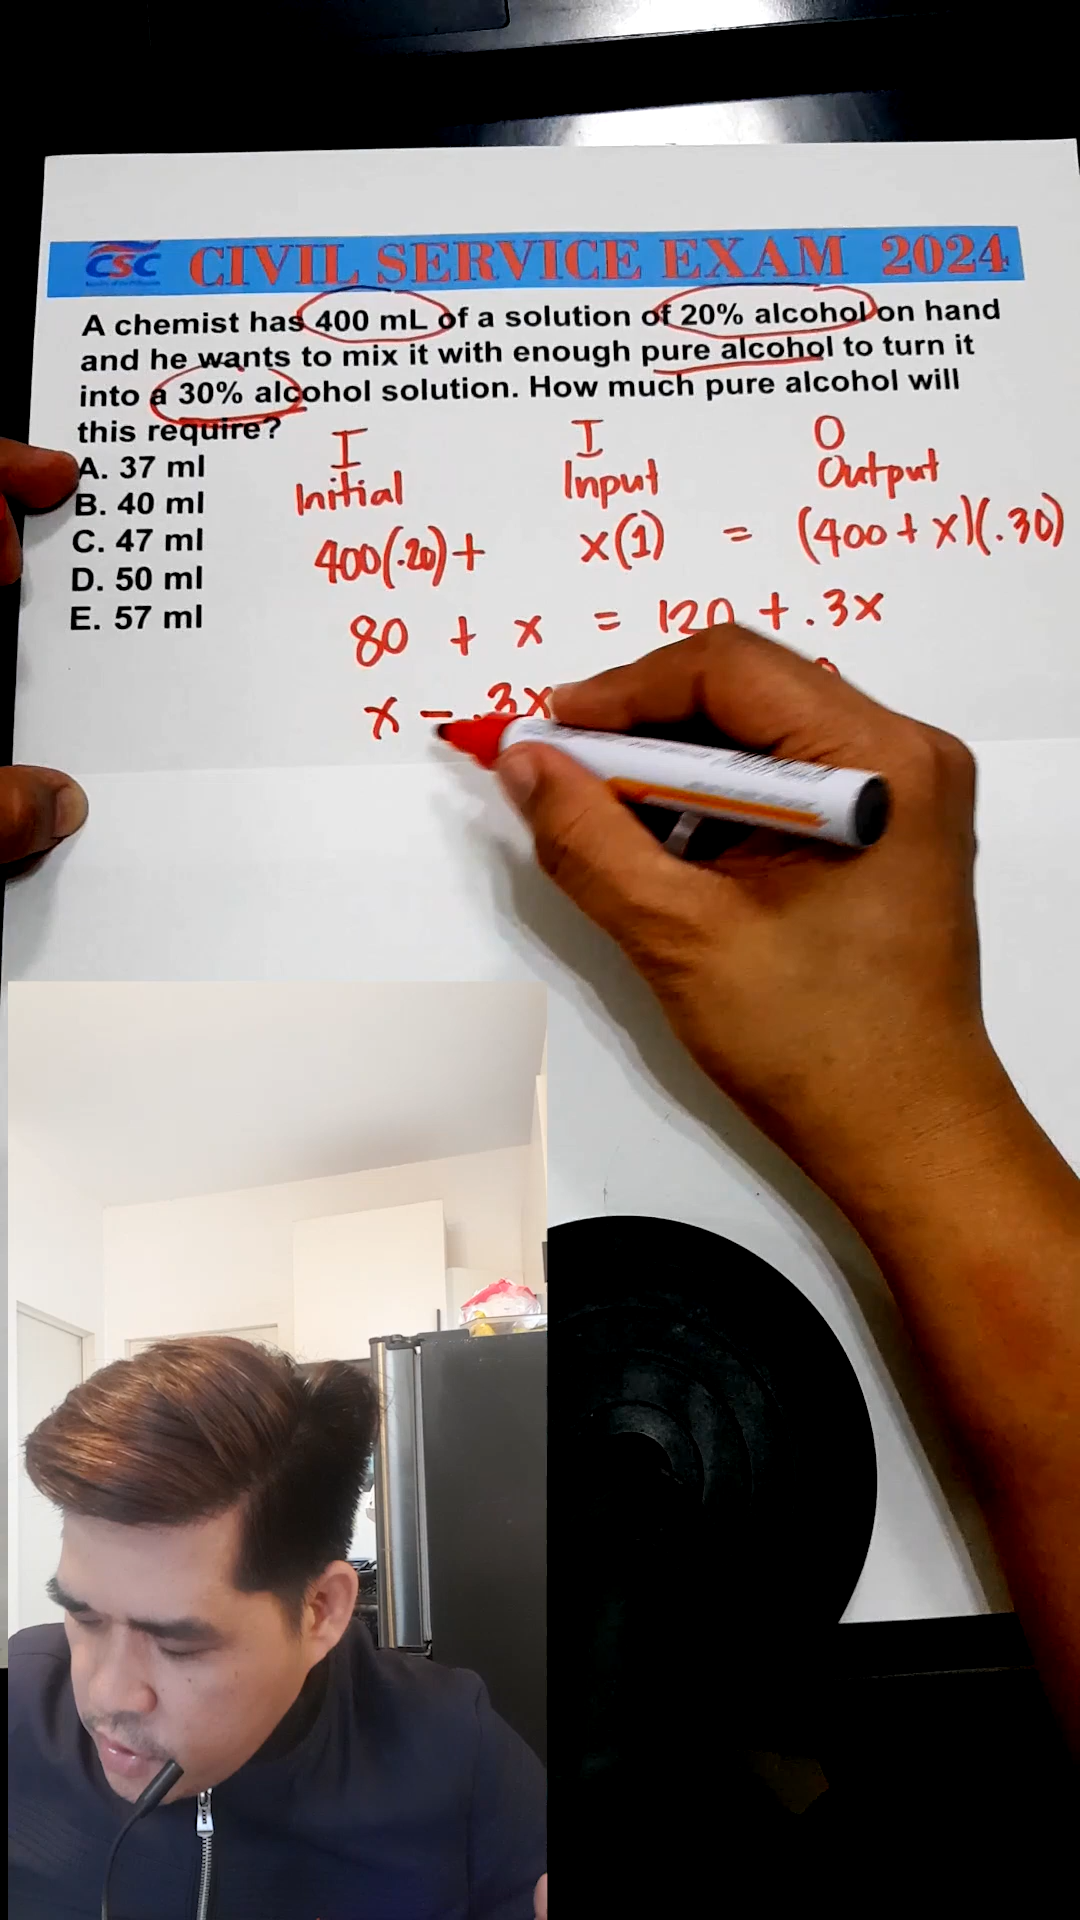 CSC CIVIL SERVICE EXAM 2024
A chemist has 400 mL of a solution of 20% alcohol on hand
and he wants to mix it with enough pure alcohol to turn it
into a 30% alcohol solution. How much pure alcohol will
this require?
A. 37 ml
B. 40 ml
C. 47 ml
D. 50 ml
E. 57 ml
I I O
Initial Input Output
400(.20)+ x(1) = (400 + x)(.30)
80 + x = 120 + .3x
x - .3x